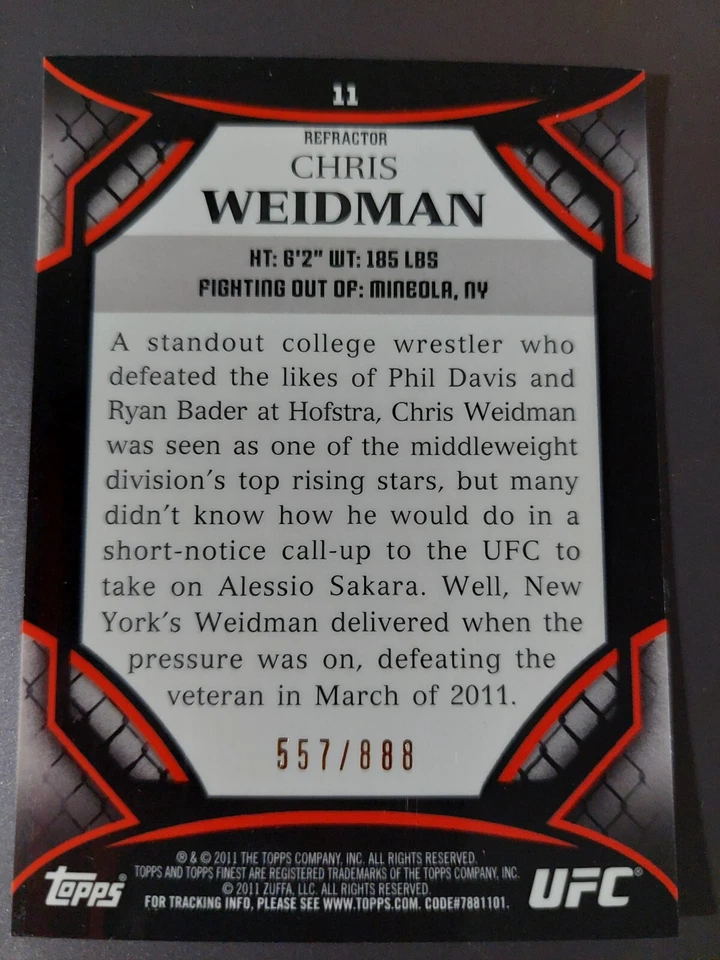 11
REFRACTOR
CHRIS
WEIDMAN
HT: 6'2" WT: 185 LBS
FIGHTING OUT OF: MINEOLA, NY
A standout college wrestler who
defeated the likes of Phil Davis and
Ryan Bader at Hofstra, Chris Weidman
was seen as one of the middleweight
division's top rising stars, but many
didn't know how he would do in a
short-notice call-up to the UFC to
take on Alessio Sakara. Well, New
York's Weidman delivered when the
pressure was on, defeating the
veteran in March of 2011.
557/888
® & © 2011 THE TOPPS COMPANY, INC. ALL RIGHTS RESERVED.
TOPPS AND TOPPS FINEST ARE REGISTERED TRADEMARKS OF THE TOPPS COMPANY, INC.
© 2011 ZUFFA, LLC. ALL RIGHTS RESERVED.
FOR TRACKING INFO, PLEASE SEE WWW.TOPPS.COM. CODE#7881101.
topps®
UFC®